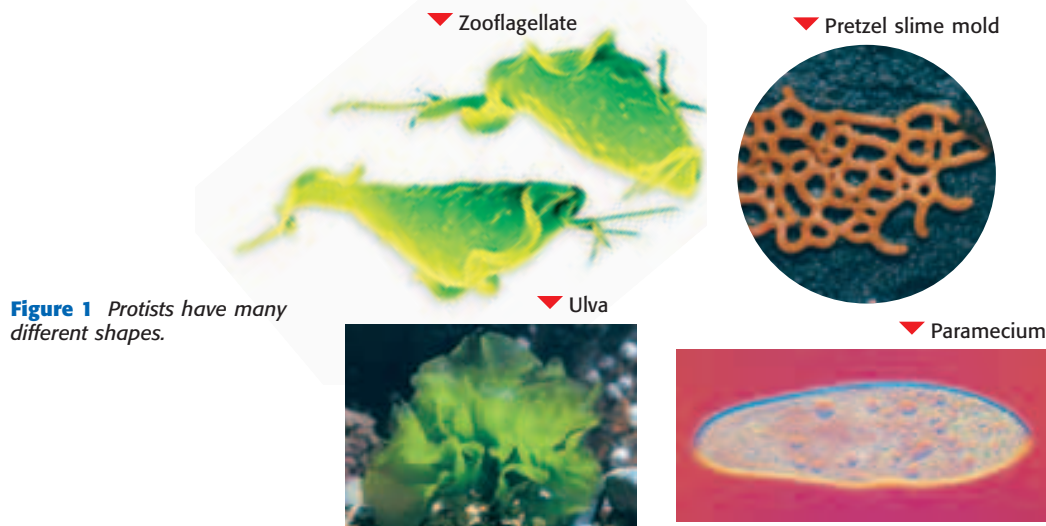 Zooflagellate
Pretzel slime mold
Figure 1 Protists have many
different shapes.
Ulva
Paramecium